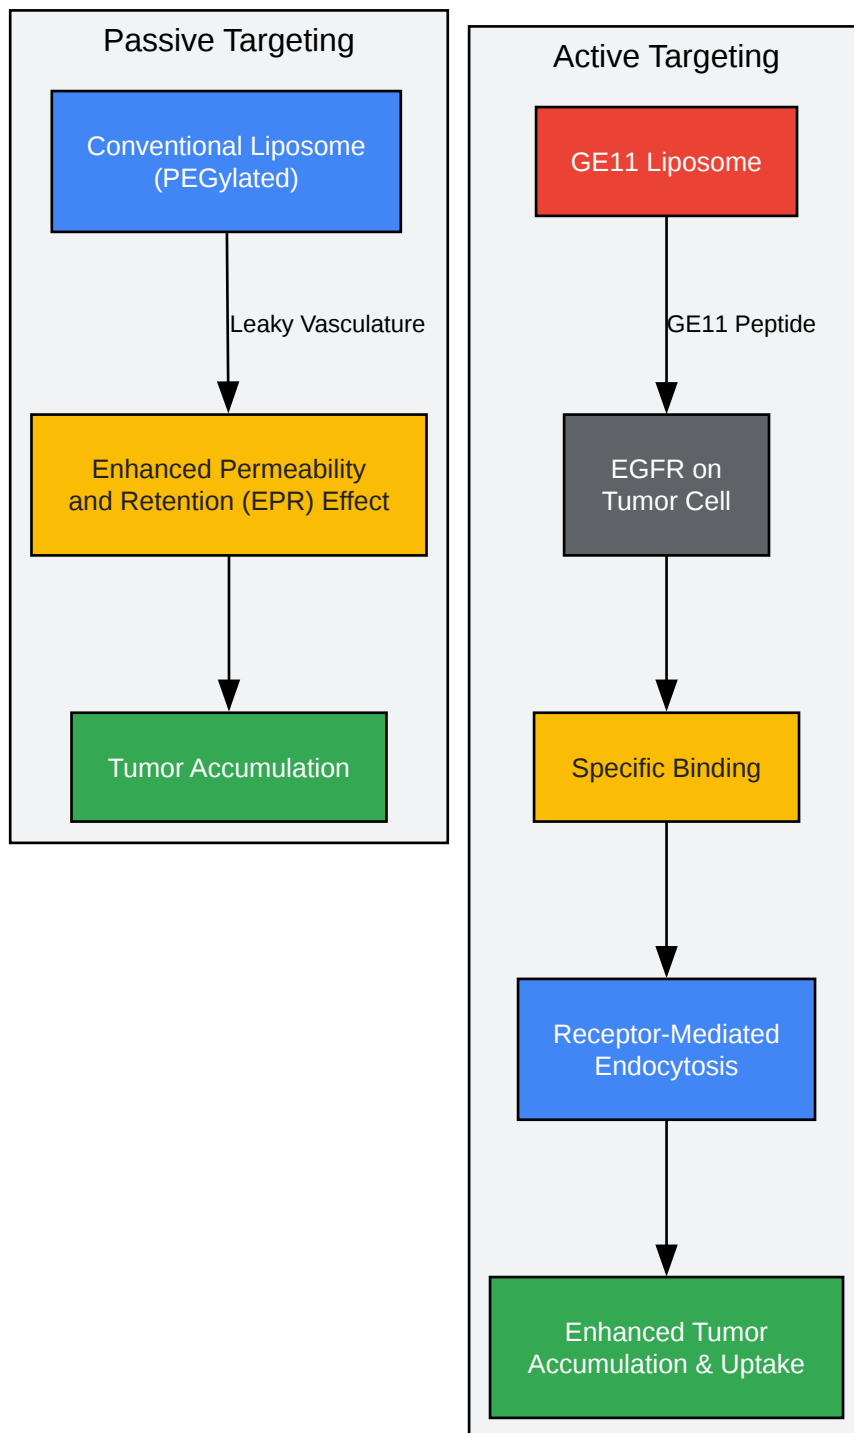 Passive Targeting
Conventional Liposome
(PEGylated)
Leaky Vasculature
Enhanced Permeability
and Retention (EPR) Effect
Tumor Accumulation
Active Targeting
GE11 Liposome
GE11 Peptide
EGFR on
Tumor Cell
Specific Binding
Receptor-Mediated
Endocytosis
Enhanced Tumor
Accumulation & Uptake